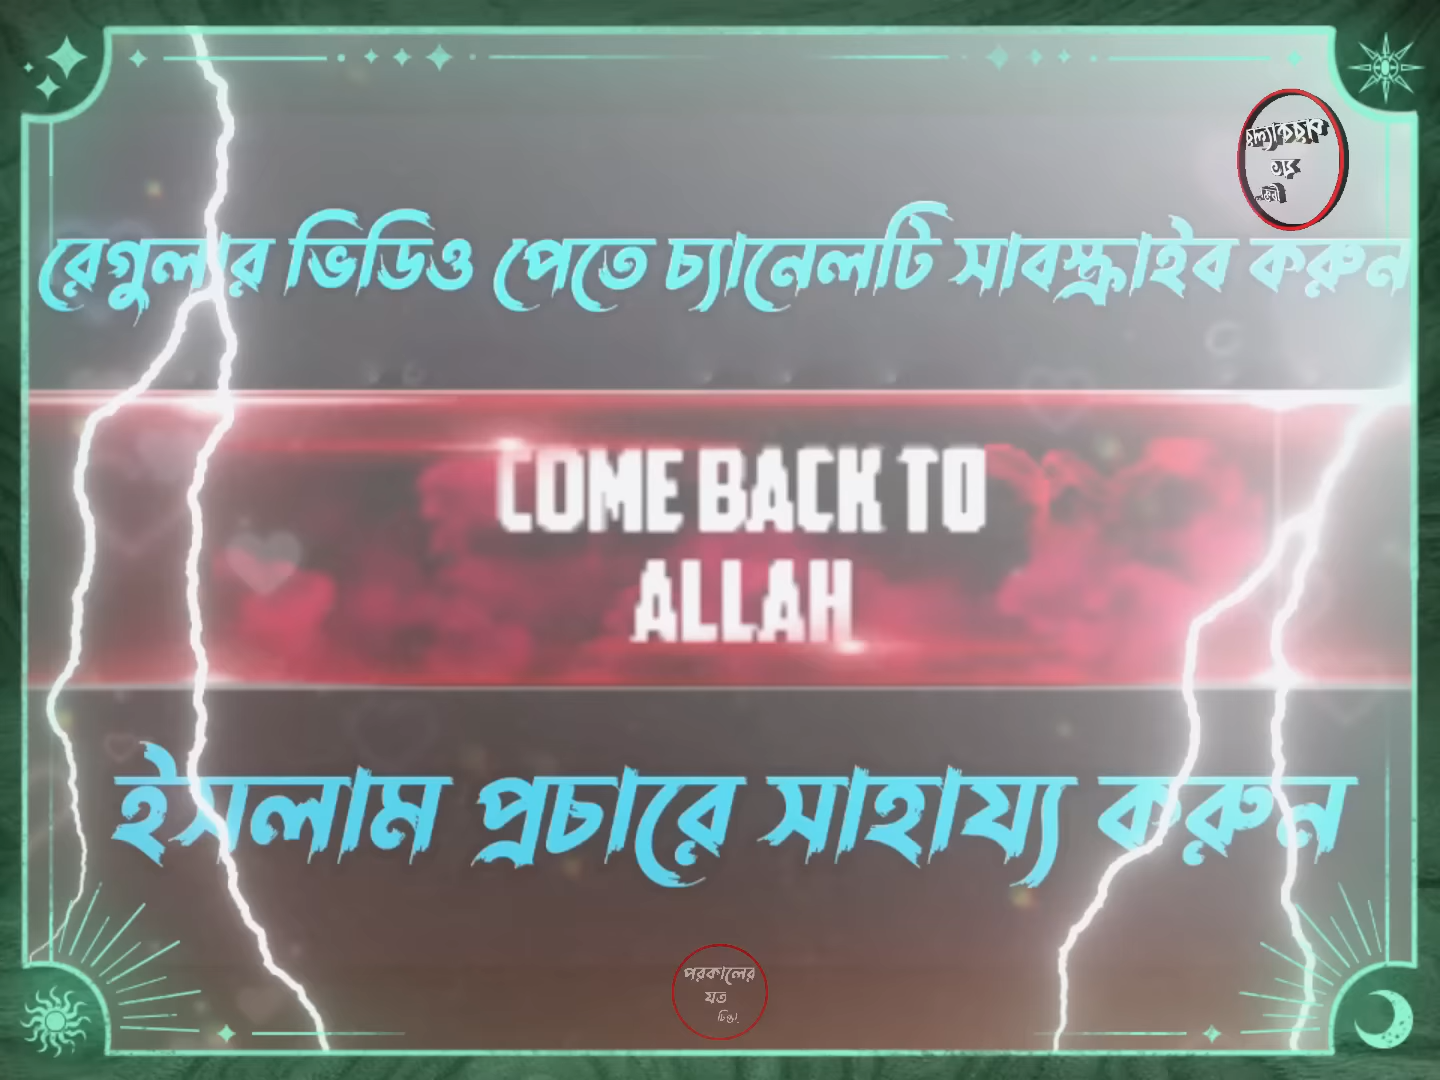 রেগুলার ভিডিও পেতে চ্যানেলটি সাবস্ক্রাইব করুন
COME BACK TO
ALLAH
ইসলাম প্রচারে সাহায্য করুন
পরকালের
যত
চিন্তা